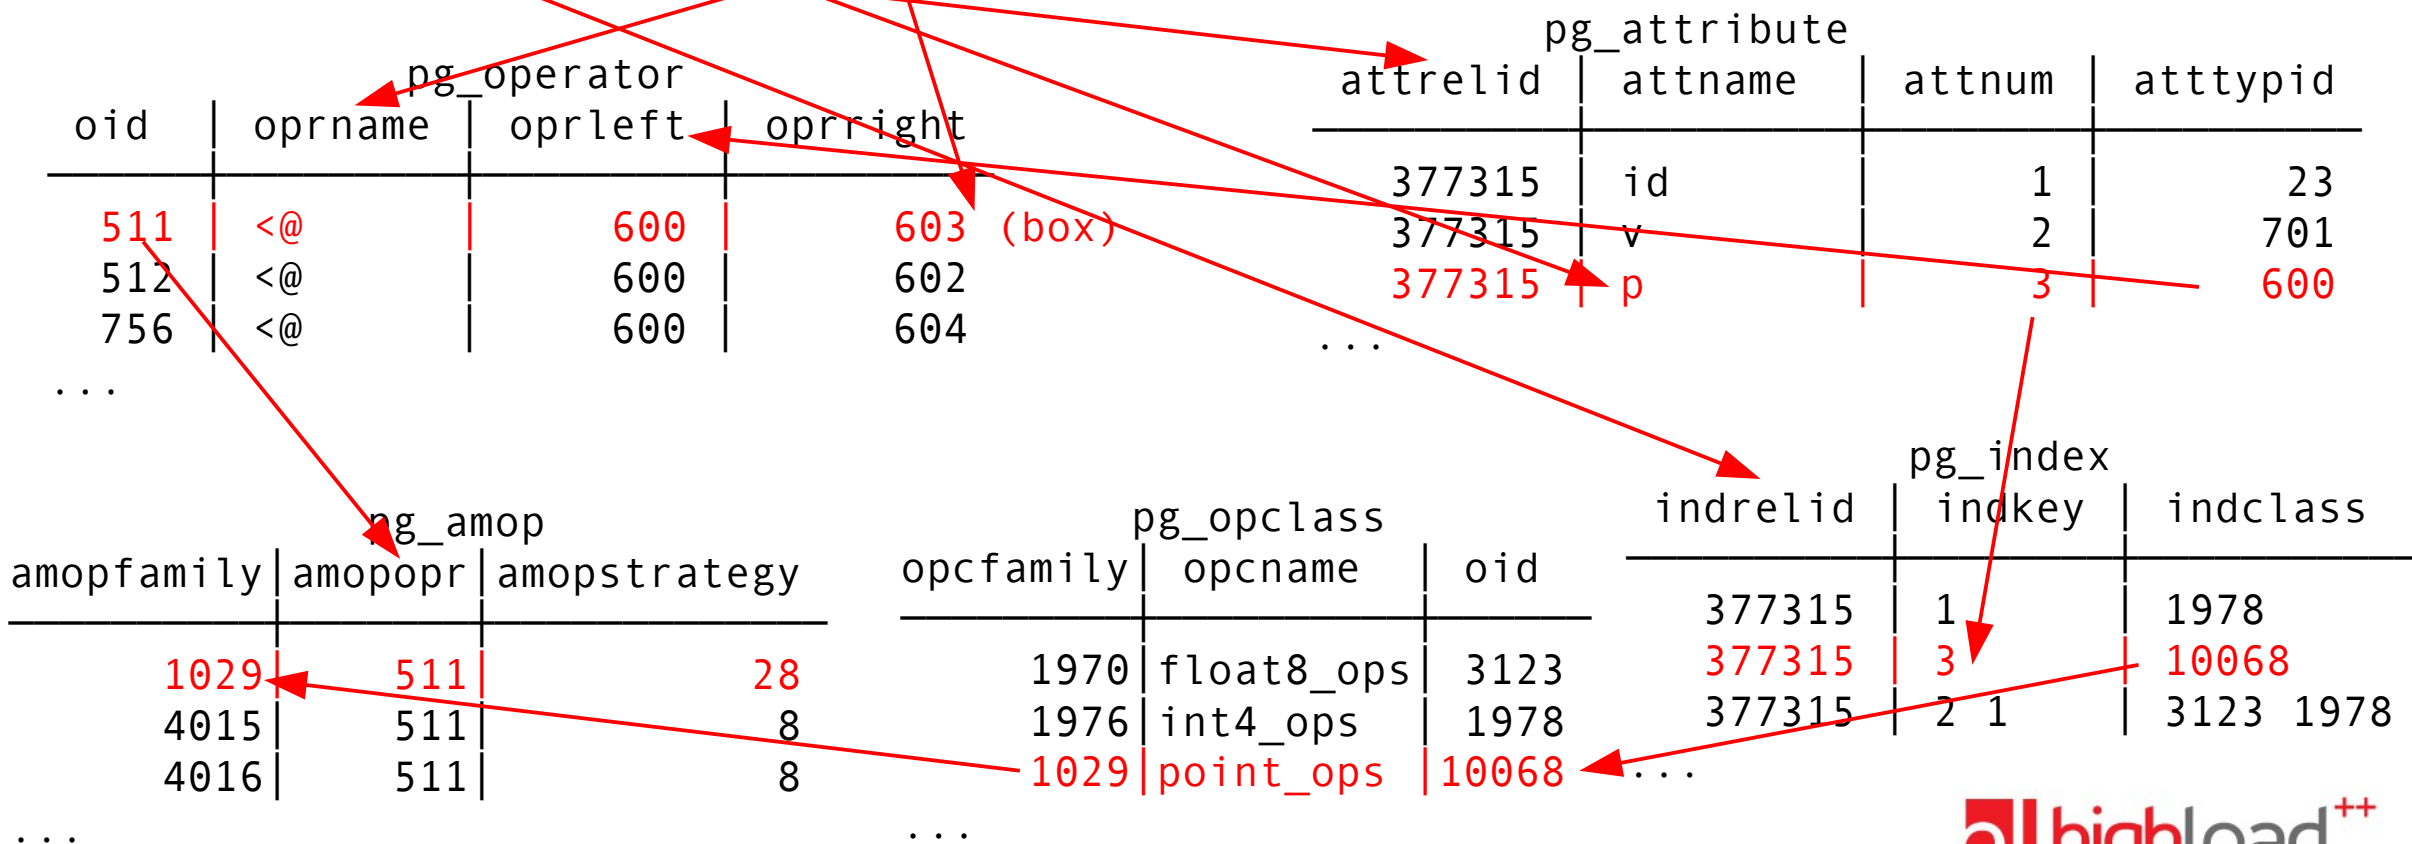 pg_operator
oid | oprname | oprleft | oprright
511 | <@ | 600 | 603 (box)
512 | <@ | 600 | 602
756 | <@ | 600 | 604
...
pg_attribute
attrelid | attname | attnum | atttypid
377315 | id | 1 | 23
377315 | v | 2 | 701
377315 | p | 3 | 600
...
pg_amop
amopfamily|amopopr|amopstrategy
1029| 511| 28
4015| 511| 8
4016| 511| 8
...
pg_opclass
opcfamily| opcname | oid
1970|float8_ops| 3123
1976|int4_ops | 1978
1029|point_ops |10068
...
pg_index
indrelid | indkey | indclass
377315 | 1 | 1978
377315 | 3 | 10068
377315 | 2 1 | 3123 1978
...
highload++